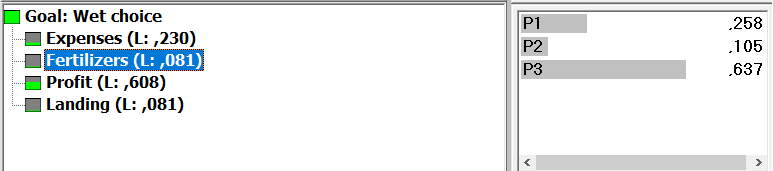 Goal: Wet choice
Expenses (L: ,230)
Fertilizers (L: ,081)
Profit (L: ,608)
Landing (L: ,081)
P1 ,258
P2 ,105
P3 ,637